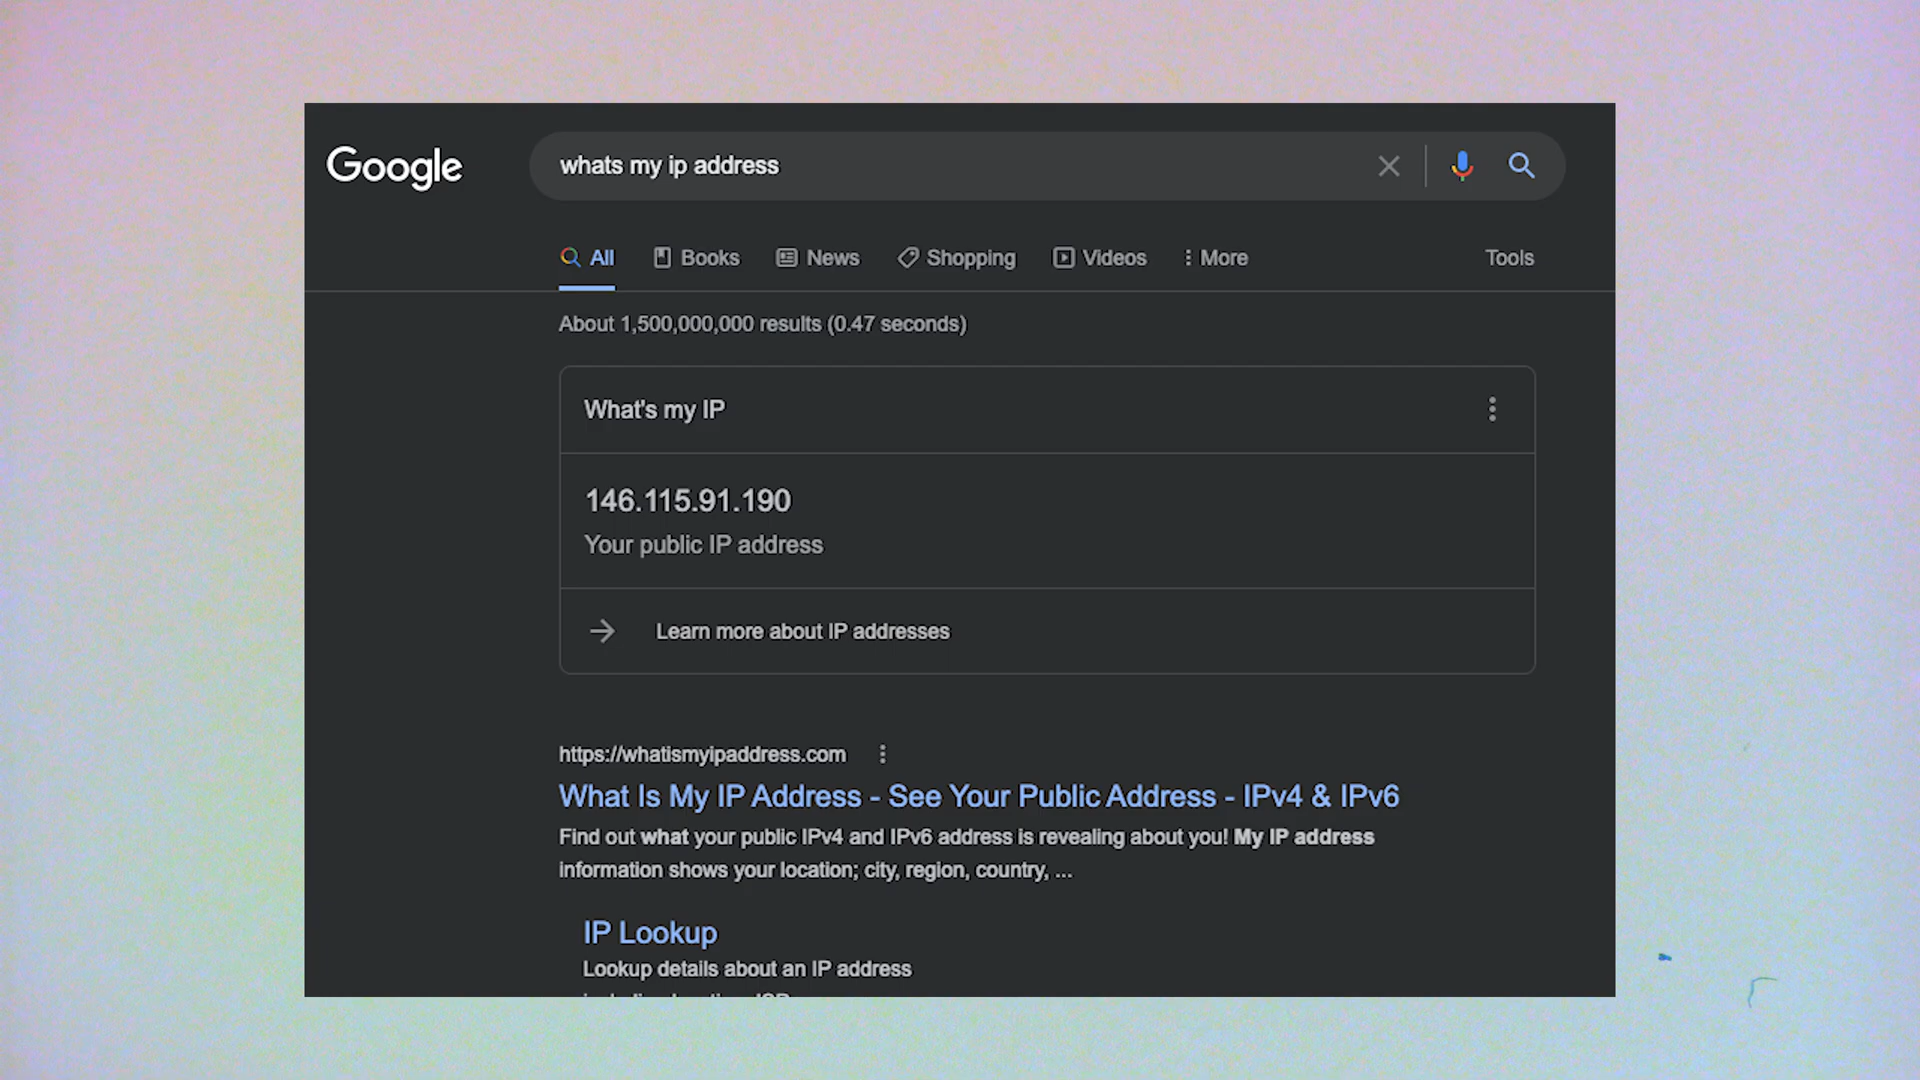 Google
whats my ip address
All Books News Shopping Videos More Tools
About 1,500,000,000 results (0.47 seconds)
What's my IP
146.115.91.190
Your public IP address
Learn more about IP addresses
https://whatismyipaddress.com
What Is My IP Address - See Your Public Address - IPv4 & IPv6
Find out what your public IPv4 and IPv6 address is revealing about you! My IP address
information shows your location; city, region, country, ...
IP Lookup
Lookup details about an IP address